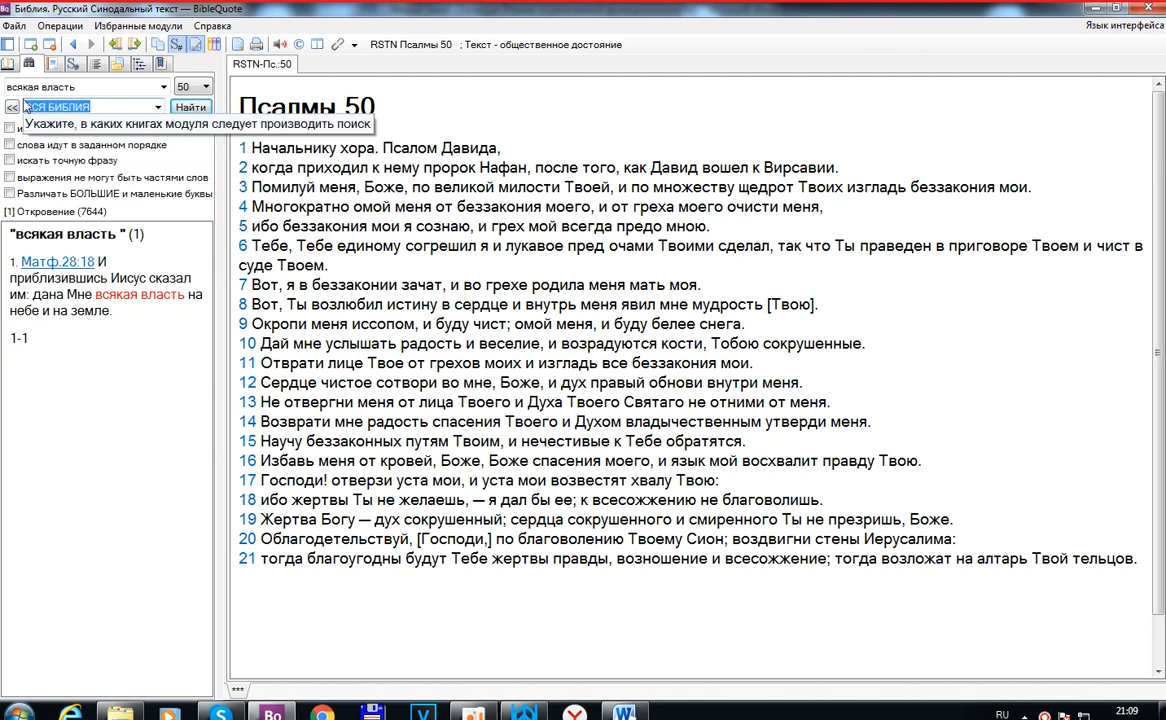 Библия. Русский Синодальный текст — BibleQuote
Файл Операции Избранные модули Справка
Язык интерфейса
RSTN Псалмы 50 ; Текст - общественное достояние
RSTN-Пс.:50
всякая власть 50
<< СЯ БИБЛИЯ Найти
Укажите, в каких книгах модуля следует производить поиск
слова идут в заданном порядке
искать точную фразу
выражения не могут быть частями слов
Различать БОЛЬШИЕ и маленькие буквы
[1] Откровение (7644)
"всякая власть " (1)
1. Матф.28:18 И
приблизившись Иисус сказал
им: дана Мне всякая власть на
небе и на земле.
1-1
Псалмы 50
1 Начальнику хора. Псалом Давида,
2 когда приходил к нему пророк Нафан, после того, как Давид вошел к Вирсавии.
3 Помилуй меня, Боже, по великой милости Твоей, и по множеству щедрот Твоих изгладь беззакония мои.
4 Многократно омой меня от беззакония моего, и от греха моего очисти меня,
5 ибо беззакония мои я сознаю, и грех мой всегда предо мною.
6 Тебе, Тебе единому согрешил я и лукавое пред очами Твоими сделал, так что Ты праведен в приговоре Твоем и чист в
суде Твоем.
7 Вот, я в беззаконии зачат, и во грехе родила меня мать моя.
8 Вот, Ты возлюбил истину в сердце и внутрь меня явил мне мудрость [Твою].
9 Окропи меня иссопом, и буду чист; омой меня, и буду белее снега.
10 Дай мне услышать радость и веселие, и возрадуются кости, Тобою сокрушенные.
11 Отврати лице Твое от грехов моих и изгладь все беззакония мои.
12 Сердце чистое сотвори во мне, Боже, и дух правый обнови внутри меня.
13 Не отвергни меня от лица Твоего и Духа Твоего Святаго не отними от меня.
14 Возврати мне радость спасения Твоего и Духом владычественным утверди меня.
15 Научу беззаконных путям Твоим, и нечестивые к Тебе обратятся.
16 Избавь меня от кровей, Боже, Боже спасения моего, и язык мой восхвалит правду Твою.
17 Господи! отверзи уста мои, и уста мои возвестят хвалу Твою:
18 ибо жертвы Ты не желаешь, — я дал бы ее; к всесожжению не благоволишь.
19 Жертва Богу — дух сокрушенный; сердца сокрушенного и смиренного Ты не презришь, Боже.
20 Облагодетельствуй, [Господи,] по благоволению Твоему Сион; воздвигни стены Иерусалима:
21 тогда благоугодны будут Тебе жертвы правды, возношение и всесожжение; тогда возложат на алтарь Твой тельцов.
***
RU 21:09